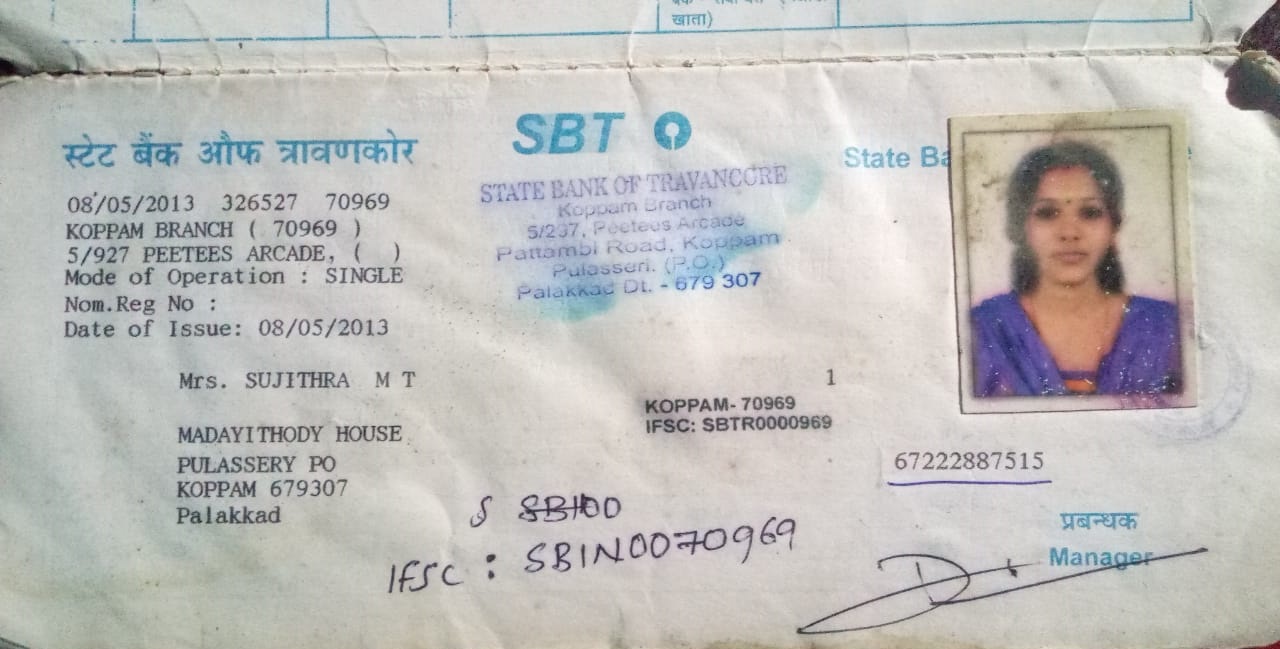 खाता)
SBT
स्टेट बैंक ऑफ त्रावणकोर
State Ba
08/05/2013 326527 70969
KOPPAM BRANCH ( 70969 )
5/927 PEETEES ARCADE, ( )
Mode of Operation : SINGLE
Nom.Reg No :
Date of Issue: 08/05/2013
STATE BANK OF TRAVANCORE
Koppam Branch
5/237, Peetees Arcade
Pattambi Road, Koppam
Pulasseri. (P.O.)
Palakkad Dt. - 679 307
Mrs. SUJITHRA M T
1
KOPPAM- 70969
IFSC: SBTR0000969
MADAYITHODY HOUSE
PULASSERY PO
KOPPAM 679307
Palakkad
67222887515
IFSC : SBIN0070969
प्रबन्धक
Manager